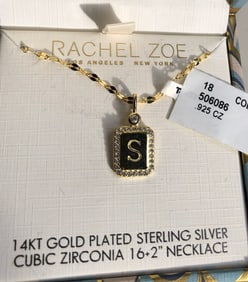 RACHEL ZOE
LOS ANGELES NEW YORK
18
506086
.925 CZ
S
14KT GOLD PLATED STERLING SILVER
CUBIC ZIRCONIA 16+2" NECKLACE